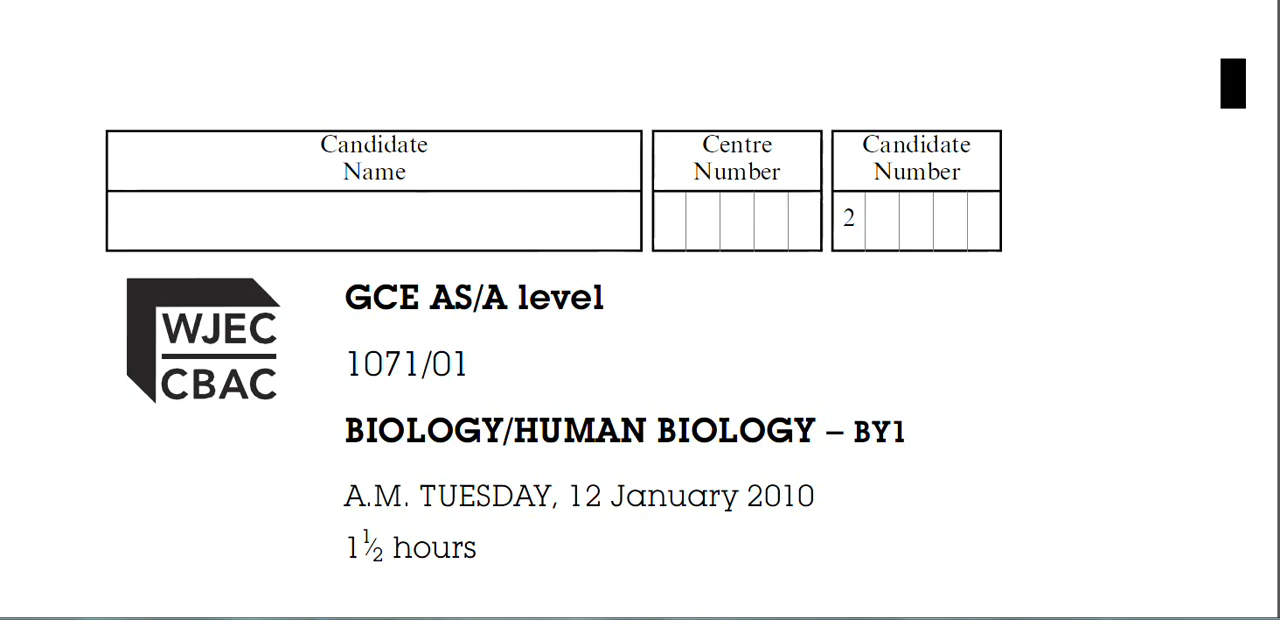 Candidate
Name
Centre
Number
Candidate
Number
2
WJEC
CBAC
GCE AS/A level
1071/01
BIOLOGY/HUMAN BIOLOGY – BY1
A.M. TUESDAY, 12 January 2010
1½ hours